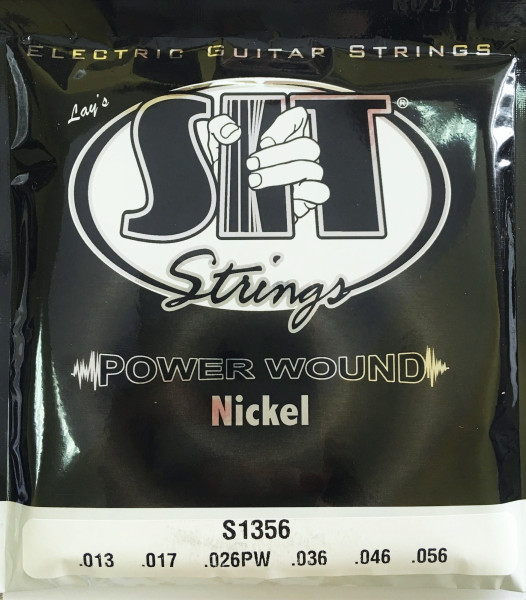 ELECTRIC GUITAR STRINGS
Lay's
SIT®
Strings
POWER WOUND
Nickel
S1356
.013 .017 .026PW .036 .046 .056